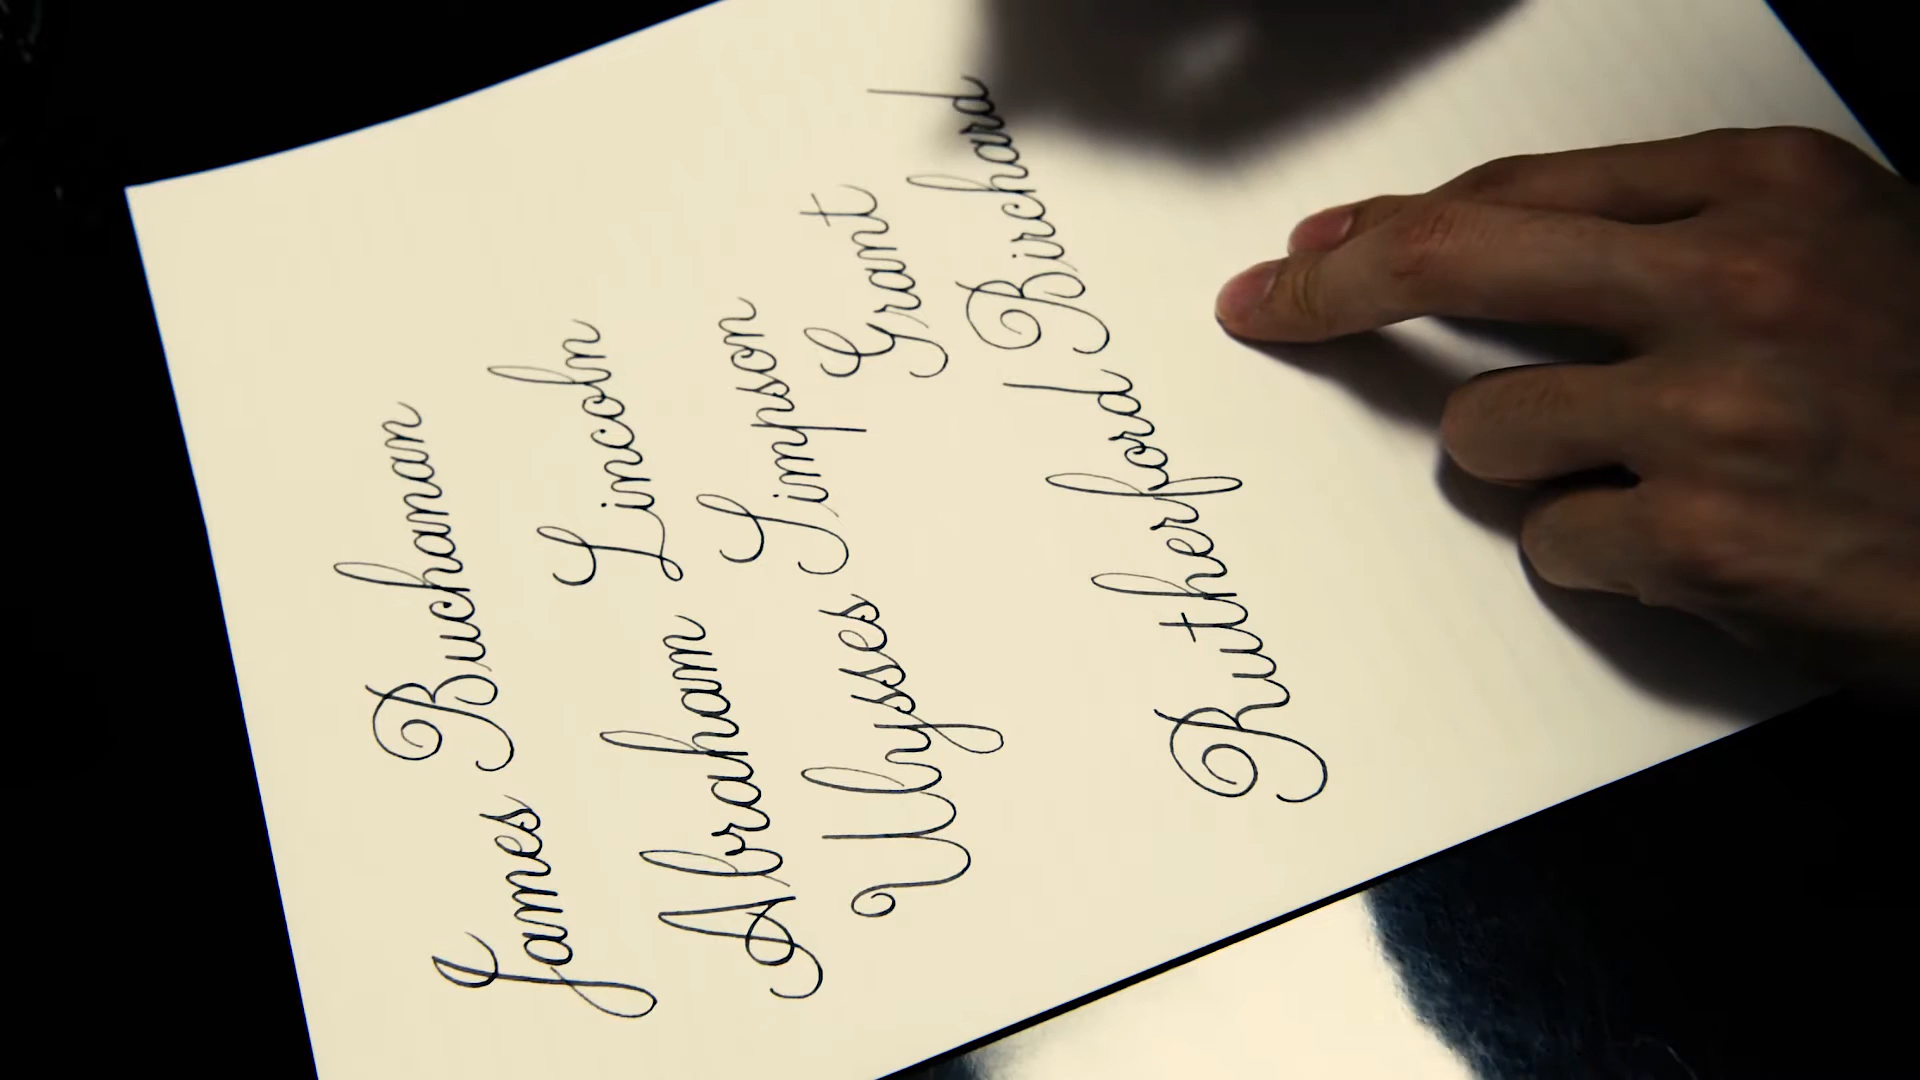 James Buchanan
Abraham Lincoln
Ulysses Simpson Grant
Rutherford Birchard